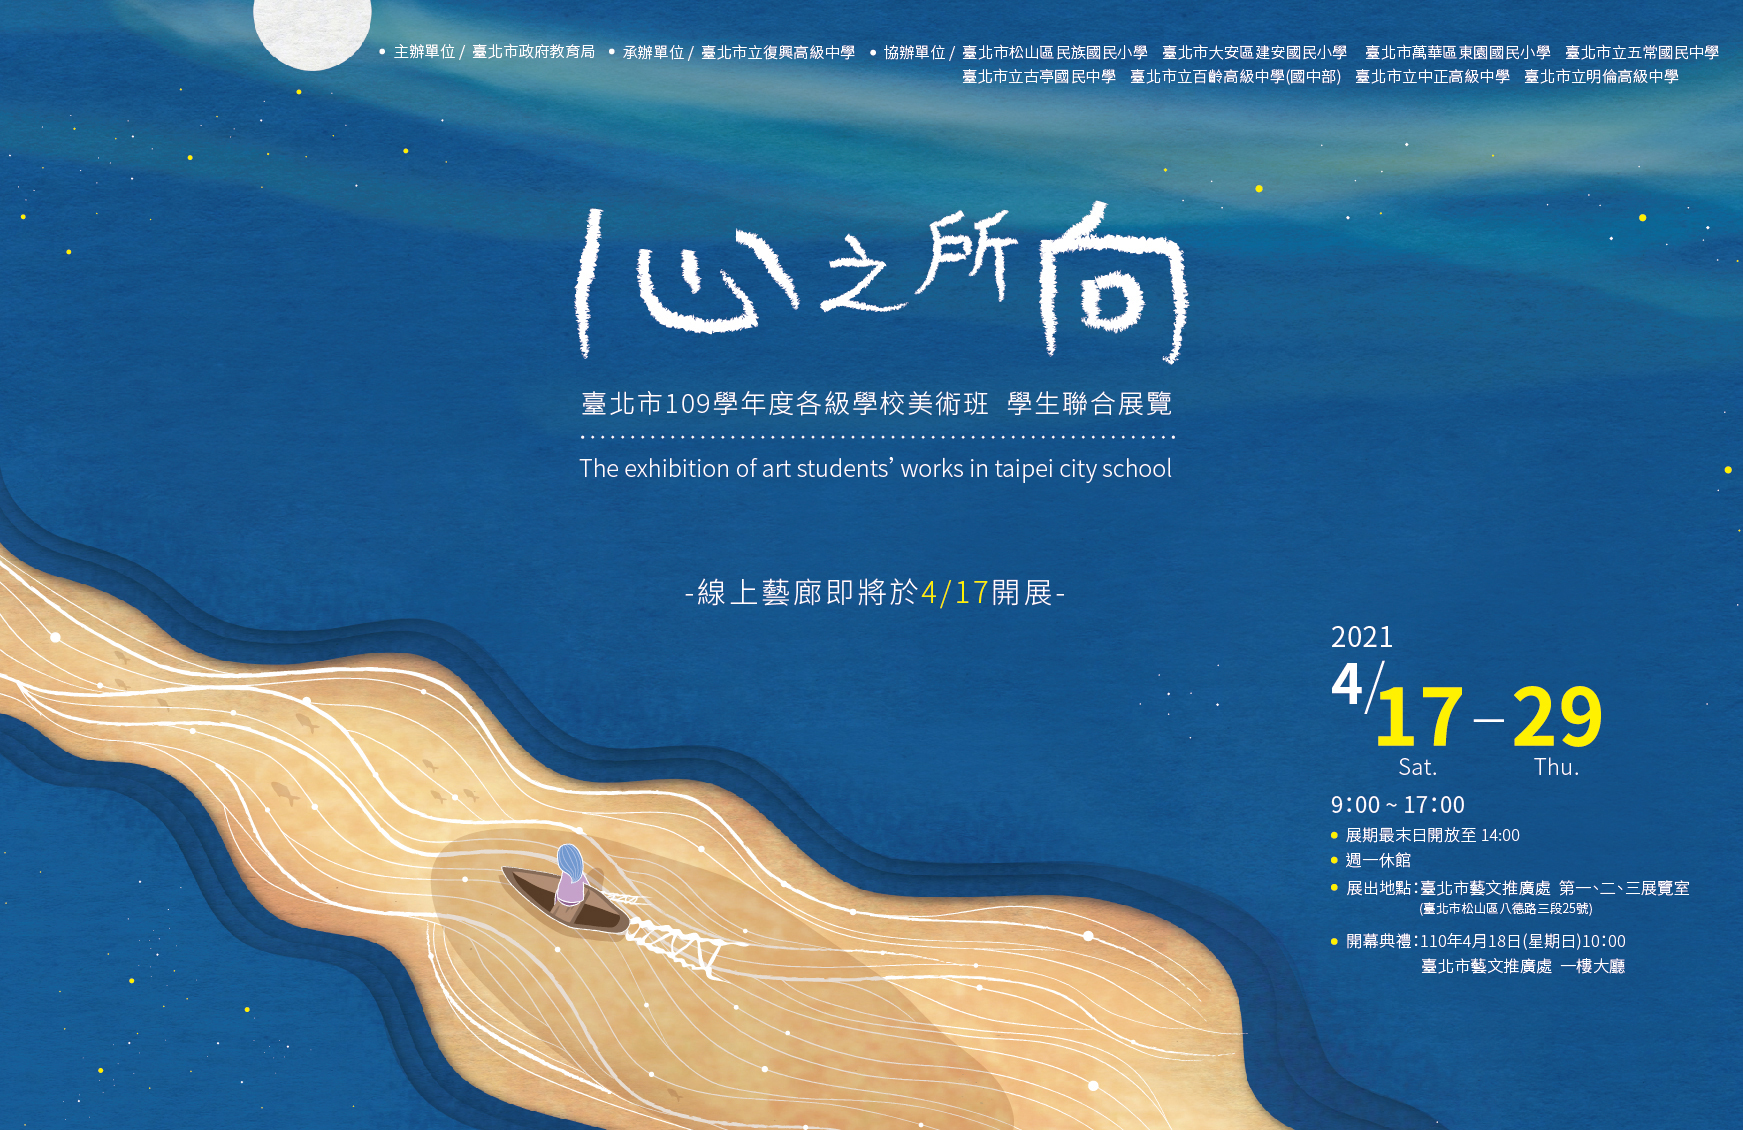 • 主辦單位 / 臺北市政府教育局 • 承辦單位 / 臺北市立復興高級中學 • 協辦單位 / 臺北市松山區民族國民小學 臺北市大安區建安國民小學 臺北市萬華區東園國民小學 臺北市立五常國民中學
臺北市立古亭國民中學 臺北市立百齡高級中學(國中部) 臺北市立中正高級中學 臺北市立明倫高級中學
心之所向
臺北市109學年度各級學校美術班 學生聯合展覽
The exhibition of art students’ works in taipei city school
-線上藝廊即將於4/17開展-
2021
4/17–29
Sat. Thu.
9:00 ~ 17:00
• 展期最末日開放至 14:00
• 週一休館
• 展出地點:臺北市藝文推廣處 第一、二、三展覽室
(臺北市松山區八德路三段25號)
• 開幕典禮:110年4月18日(星期日)10:00
臺北市藝文推廣處 一樓大廳